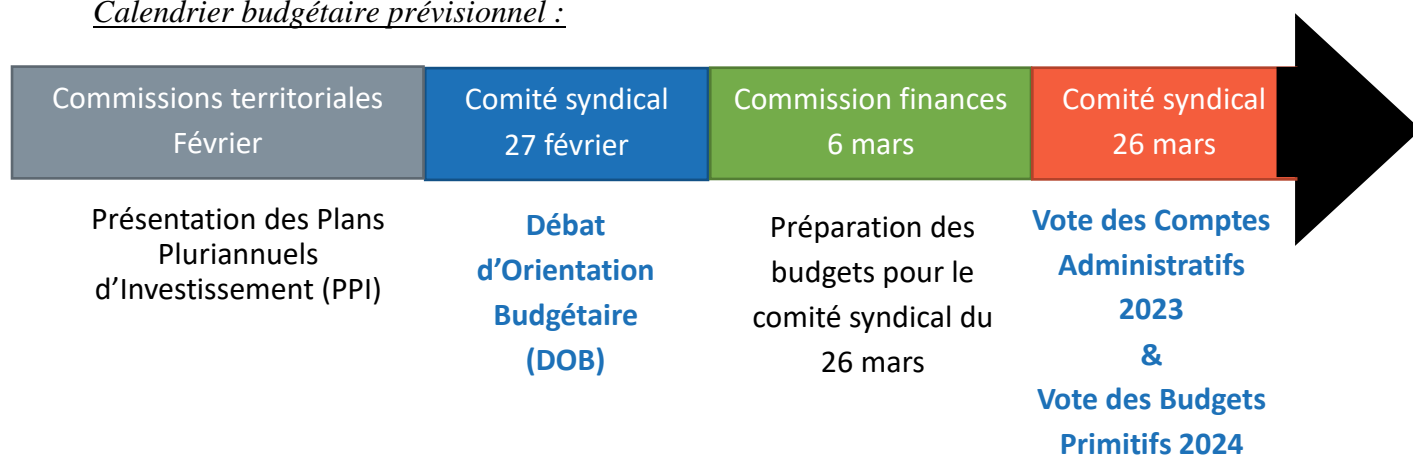 Calendrier budgétaire prévisionnel :
Commissions territoriales
Février
Comité syndical
27 février
Commission finances
6 mars
Comité syndical
26 mars
Présentation des Plans
Pluriannuels
d’Investissement (PPI)
Débat
d’Orientation
Budgétaire
(DOB)
Préparation des
budgets pour le
comité syndical du
26 mars
Vote des Comptes
Administratifs
2023
&
Vote des Budgets
Primitifs 2024